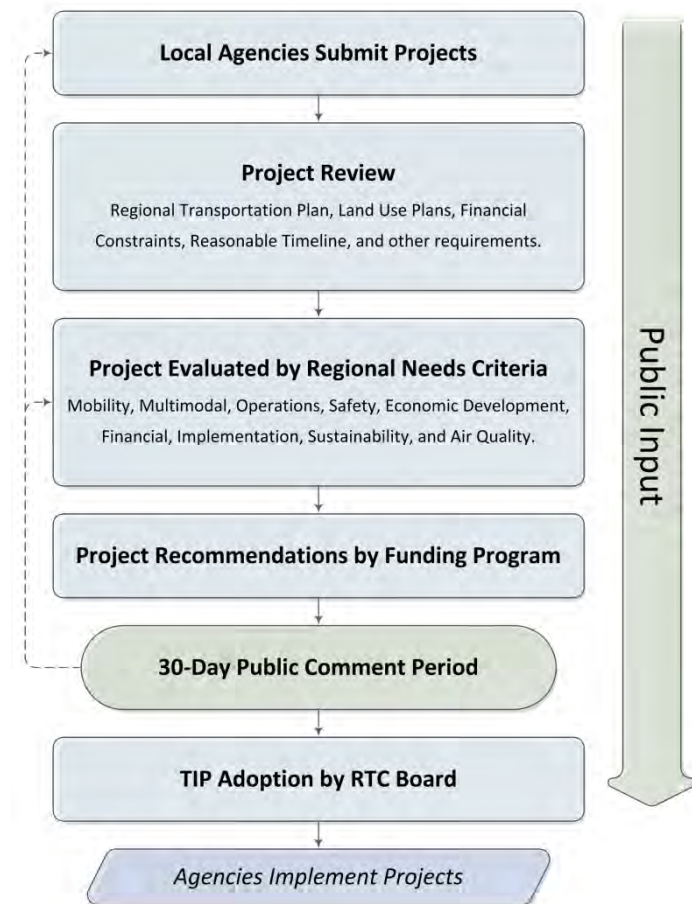 Local Agencies Submit Projects
Project Review
Regional Transportation Plan, Land Use Plans, Financial
Constraints, Reasonable Timeline, and other requirements.
Project Evaluated by Regional Needs Criteria
Mobility, Multimodal, Operations, Safety, Economic Development,
Financial, Implementation, Sustainability, and Air Quality.
Project Recommendations by Funding Program
30-Day Public Comment Period
TIP Adoption by RTC Board
Agencies Implement Projects
Public Input